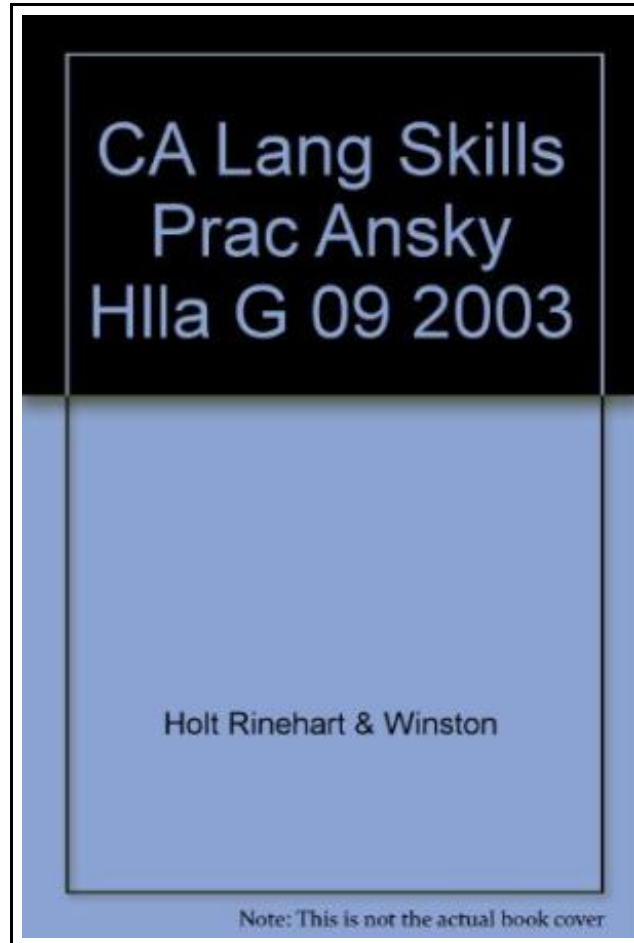 CA Lang Skills
Prac Ansky
Hlla G 09 2003
Holt Rinehart & Winston
Note: This is not the actual book cover